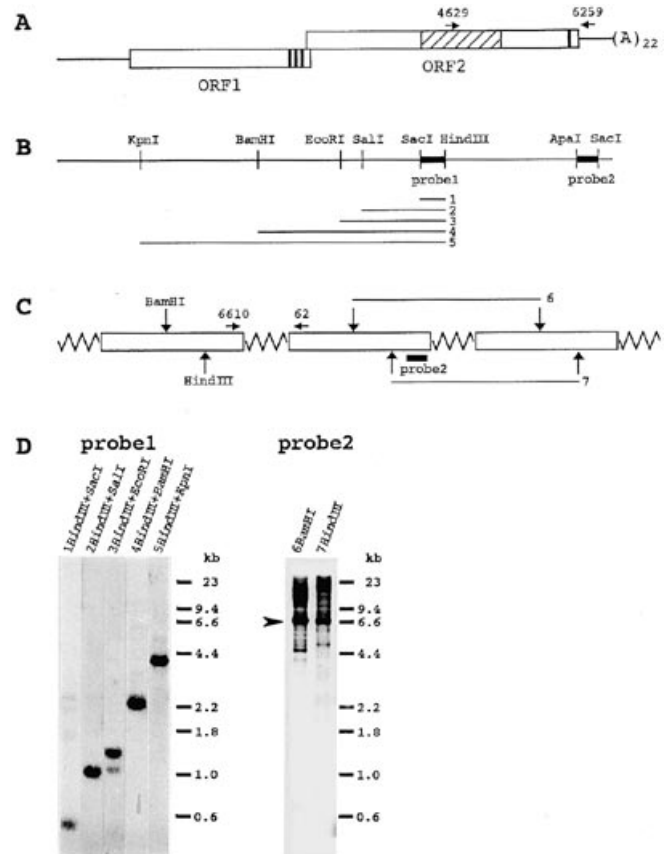 A
4629 6259
(A)22
ORF1 ORF2
B
KpnI BamHI EcoRI SalI SacI HindIII ApaI SacI
probe1 probe2
1
2
3
4
5
C
BamHI 6610 62 6
HindIII probe2 7
D probe1 probe2
1HindIII+SacI
2HindIII+SalI
3HindIII+EcoRI
4HindIII+BamHI
5HindIII+KpnI
6BamHI
7HindIII
kb
23
9.4
6.6
4.4
2.2
1.8
1.0
0.6
kb
23
9.4
6.6
4.4
2.2
1.8
1.0
0.6